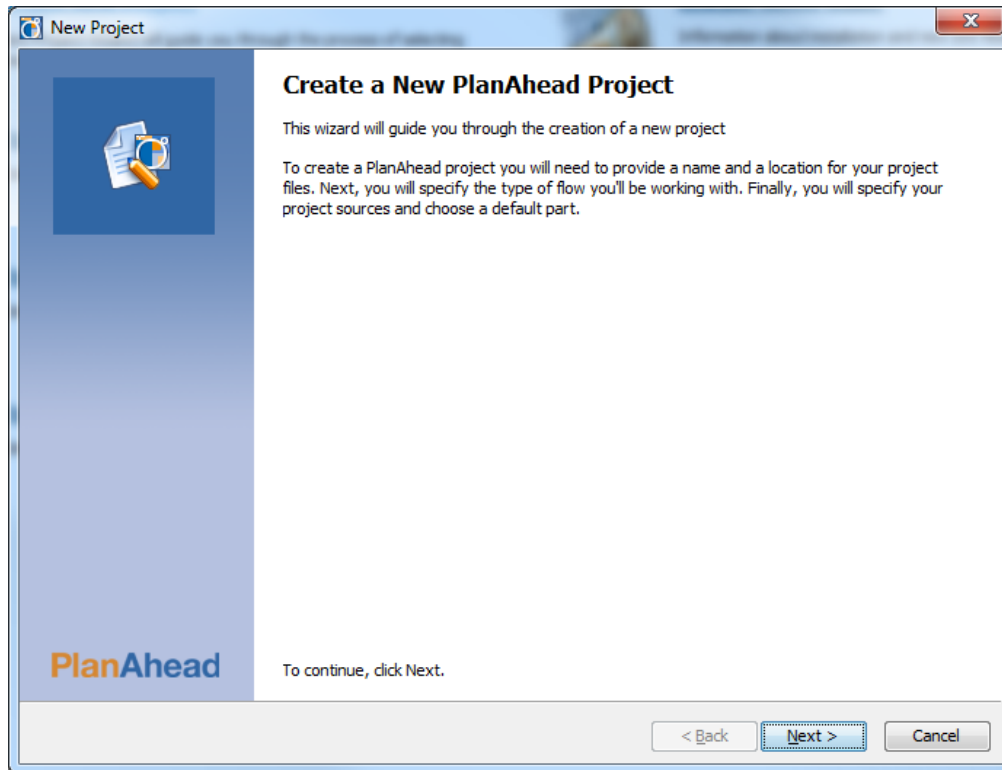 New Project
Create a New PlanAhead Project
This wizard will guide you through the creation of a new project
To create a PlanAhead project you will need to provide a name and a location for your project
files. Next, you will specify the type of flow you'll be working with. Finally, you will specify your
project sources and choose a default part.
PlanAhead
To continue, click Next.
< Back
Next >
Cancel